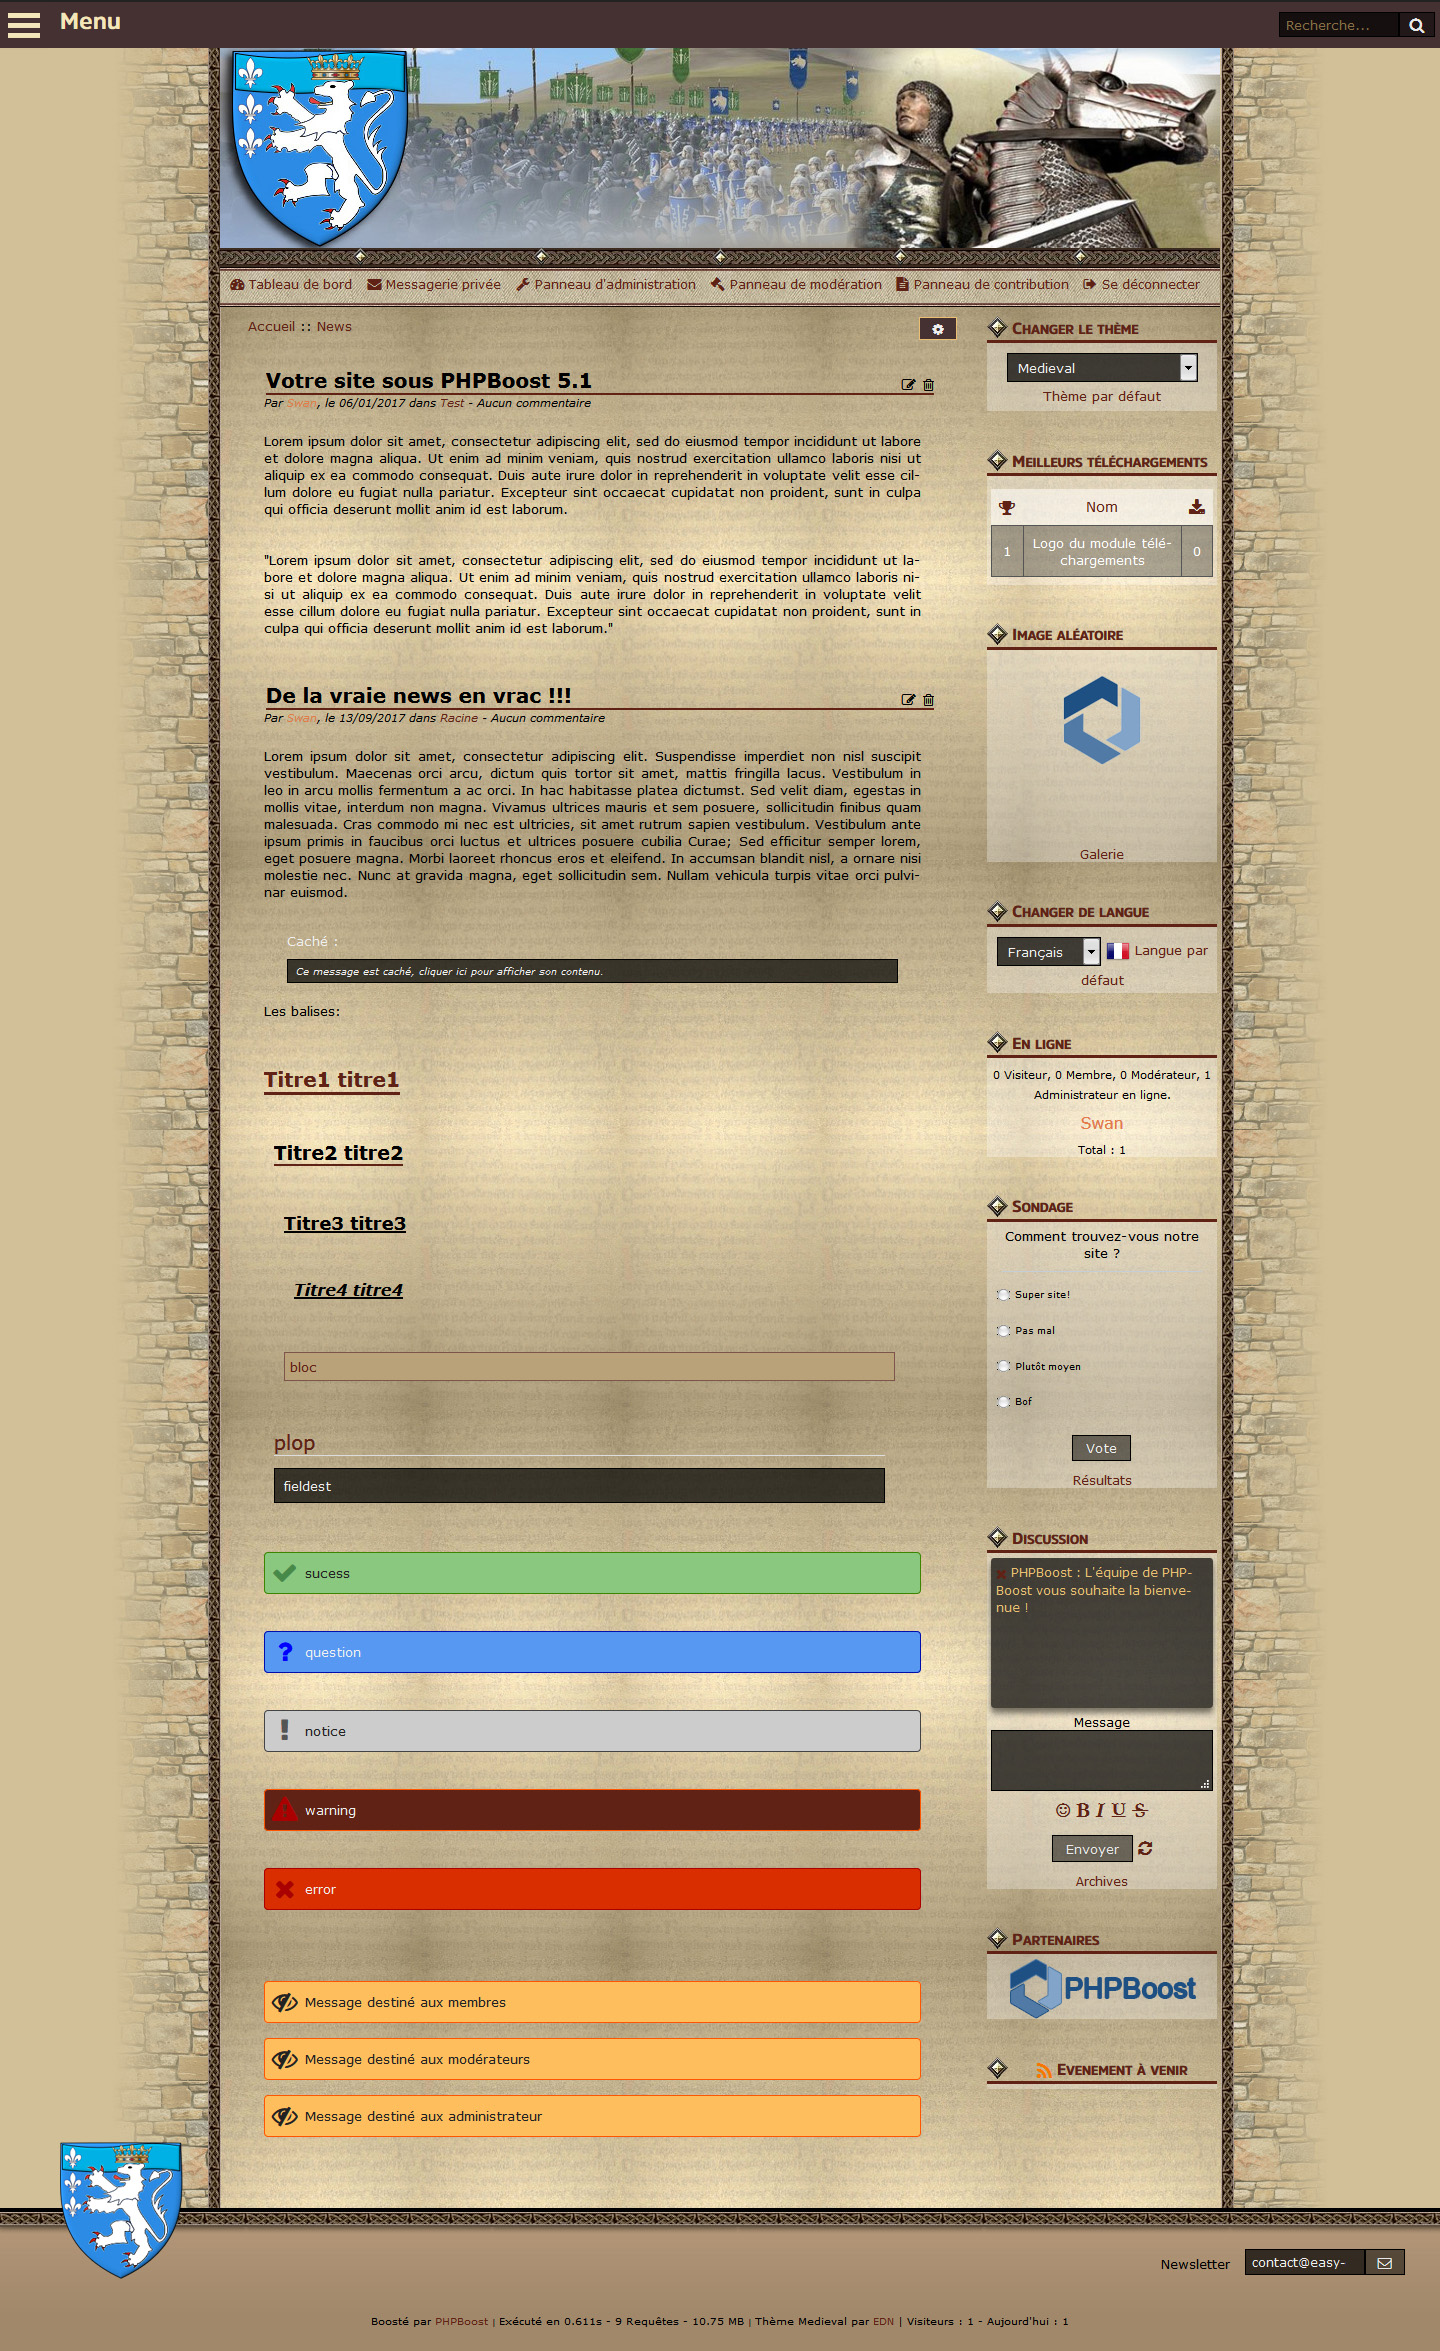 Menu
Recherche...
Tableau de bord Messagerie privée Panneau d'administration Panneau de modération Panneau de contribution Se déconnecter
Accueil :: News
Votre site sous PHPBoost 5.1
Par Swan, le 06/01/2017 dans Test - Aucun commentaire
Lorem ipsum dolor sit amet, consectetur adipiscing elit, sed do eiusmod tempor incididunt ut labore
et dolore magna aliqua. Ut enim ad minim veniam, quis nostrud exercitation ullamco laboris nisi ut
aliquip ex ea commodo consequat. Duis aute irure dolor in reprehenderit in voluptate velit esse cil-
lum dolore eu fugiat nulla pariatur. Excepteur sint occaecat cupidatat non proident, sunt in culpa
qui officia deserunt mollit anim id est laborum.
"Lorem ipsum dolor sit amet, consectetur adipiscing elit, sed do eiusmod tempor incididunt ut la-
bore et dolore magna aliqua. Ut enim ad minim veniam, quis nostrud exercitation ullamco laboris ni-
si ut aliquip ex ea commodo consequat. Duis aute irure dolor in reprehenderit in voluptate velit
esse cillum dolore eu fugiat nulla pariatur. Excepteur sint occaecat cupidatat non proident, sunt in
culpa qui officia deserunt mollit anim id est laborum."
De la vraie news en vrac !!!
Par Swan, le 13/09/2017 dans Racine - Aucun commentaire
Lorem ipsum dolor sit amet, consectetur adipiscing elit. Suspendisse imperdiet non nisl suscipit
vestibulum. Maecenas orci arcu, dictum quis tortor sit amet, mattis fringilla lacus. Vestibulum in
leo in arcu mollis fermentum a ac orci. In hac habitasse platea dictumst. Sed velit diam, egestas in
mollis vitae, interdum non magna. Vivamus ultrices mauris et sem posuere, sollicitudin finibus quam
malesuada. Cras commodo mi nec est ultricies, sit amet rutrum sapien vestibulum. Vestibulum ante
ipsum primis in faucibus orci luctus et ultrices posuere cubilia Curae; Sed efficitur semper lorem,
eget posuere magna. Morbi laoreet rhoncus eros et eleifend. In accumsan blandit nisl, a ornare nisi
molestie nec. Nunc at gravida magna, eget sollicitudin sem. Nullam vehicula turpis vitae orci pulvi-
nar euismod.
Caché :
Ce message est caché, cliquer ici pour afficher son contenu.
Les balises:
Titre1 titre1
Titre2 titre2
Titre3 titre3
Titre4 titre4
bloc
plop
fieldest
sucess
question
notice
warning
error
Message destiné aux membres
Message destiné aux modérateurs
Message destiné aux administrateur
Changer le thème
Medieval
Thème par défaut
Meilleurs téléchargements
Nom
1 Logo du module télé- 0
chargements
Image aléatoire
Galerie
Changer de langue
Français Langue par
défaut
En ligne
0 Visiteur, 0 Membre, 0 Modérateur, 1
Administrateur en ligne.
Swan
Total : 1
Sondage
Comment trouvez-vous notre
site ?
Super site!
Pas mal
Plutôt moyen
Bof
Vote
Résultats
Discussion
PHPBoost : L'équipe de PHP-
Boost vous souhaite la bienve-
nue !
Message
B I U S
Envoyer
Archives
Partenaires
PHPBoost
Evenement à venir
Newsletter contact@easy-
Boosté par PHPBoost | Exécuté en 0.611s - 9 Requêtes - 10.75 MB | Thème Medieval par EDN | Visiteurs : 1 - Aujourd'hui : 1